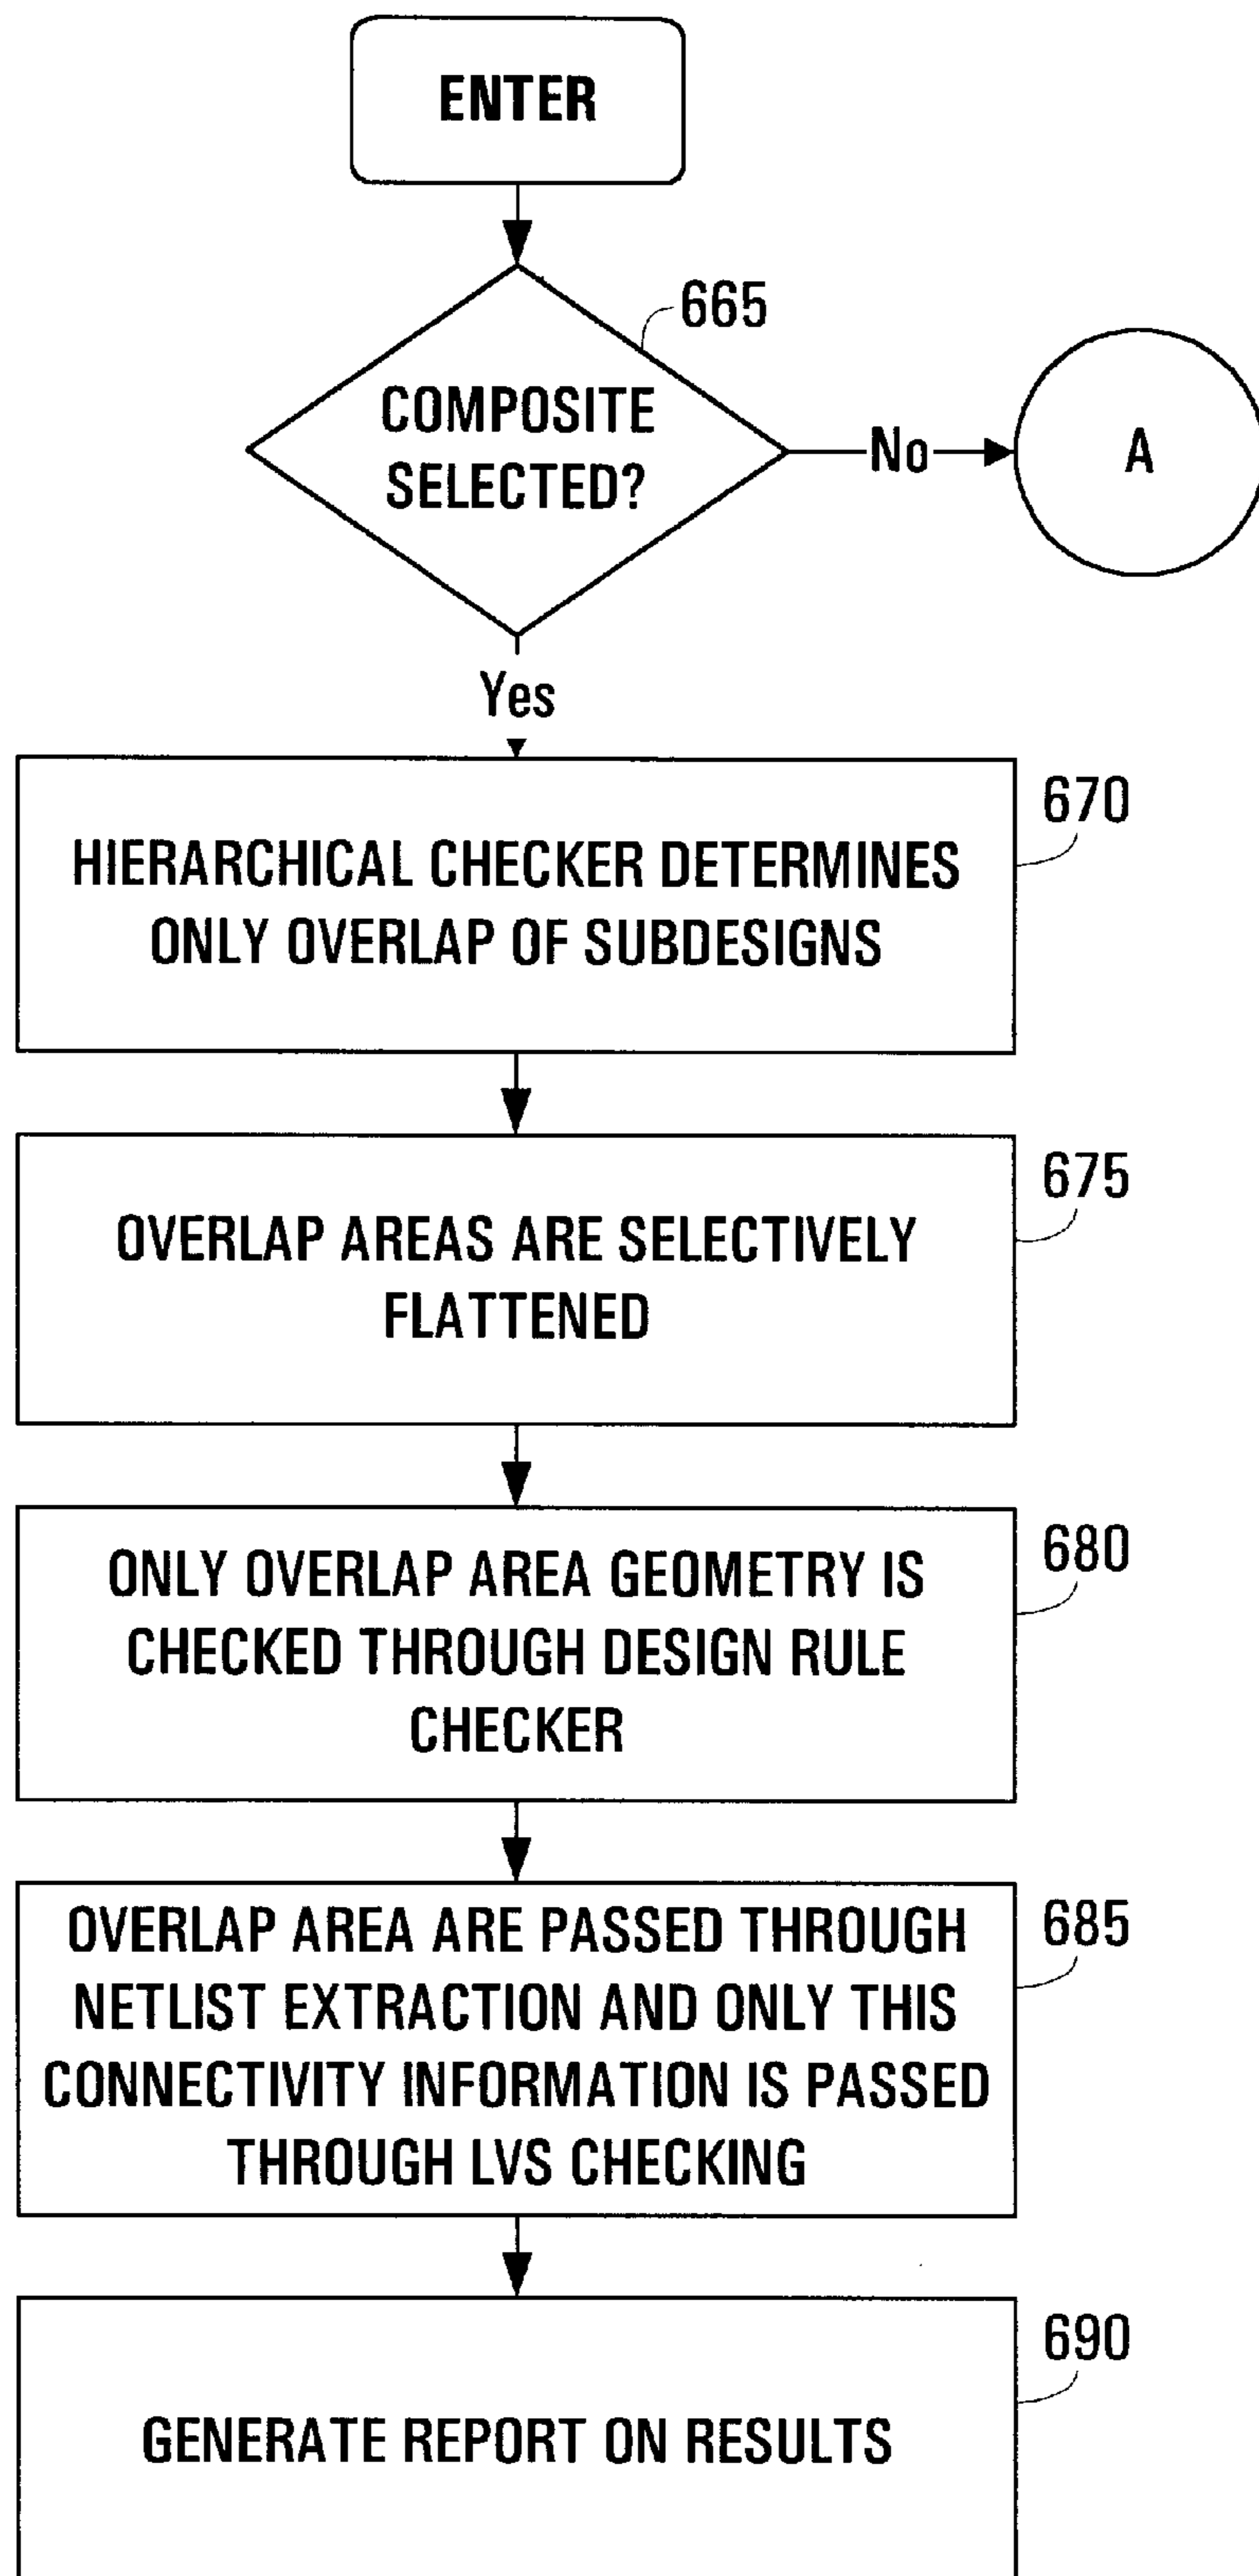 ENTER
665
COMPOSITE
SELECTED?
No
A
Yes
670
HIERARCHICAL CHECKER DETERMINES
ONLY OVERLAP OF SUBDESIGNS
675
OVERLAP AREAS ARE SELECTIVELY
FLATTENED
680
ONLY OVERLAP AREA GEOMETRY IS
CHECKED THROUGH DESIGN RULE
CHECKER
685
OVERLAP AREA ARE PASSED THROUGH
NETLIST EXTRACTION AND ONLY THIS
CONNECTIVITY INFORMATION IS PASSED
THROUGH LVS CHECKING
690
GENERATE REPORT ON RESULTS